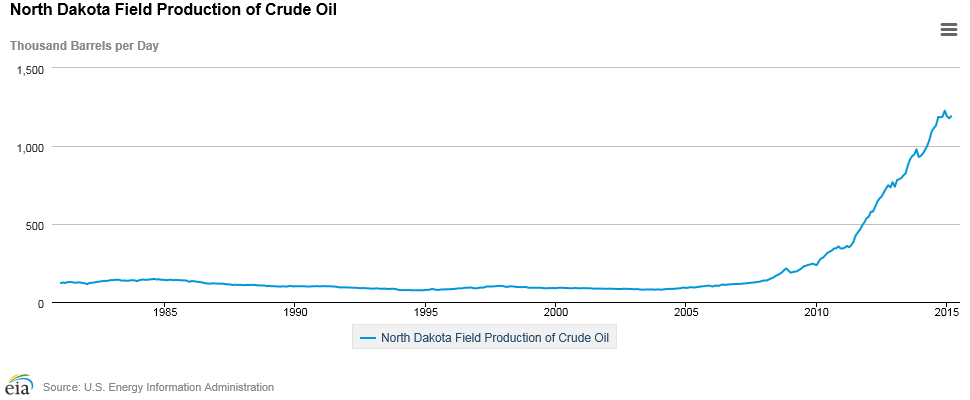 North Dakota Field Production of Crude Oil
Thousand Barrels per Day
1,500
1,000
500
0
1985 1990 1995 2000 2005 2010 2015
North Dakota Field Production of Crude Oil
eia Source: U.S. Energy Information Administration